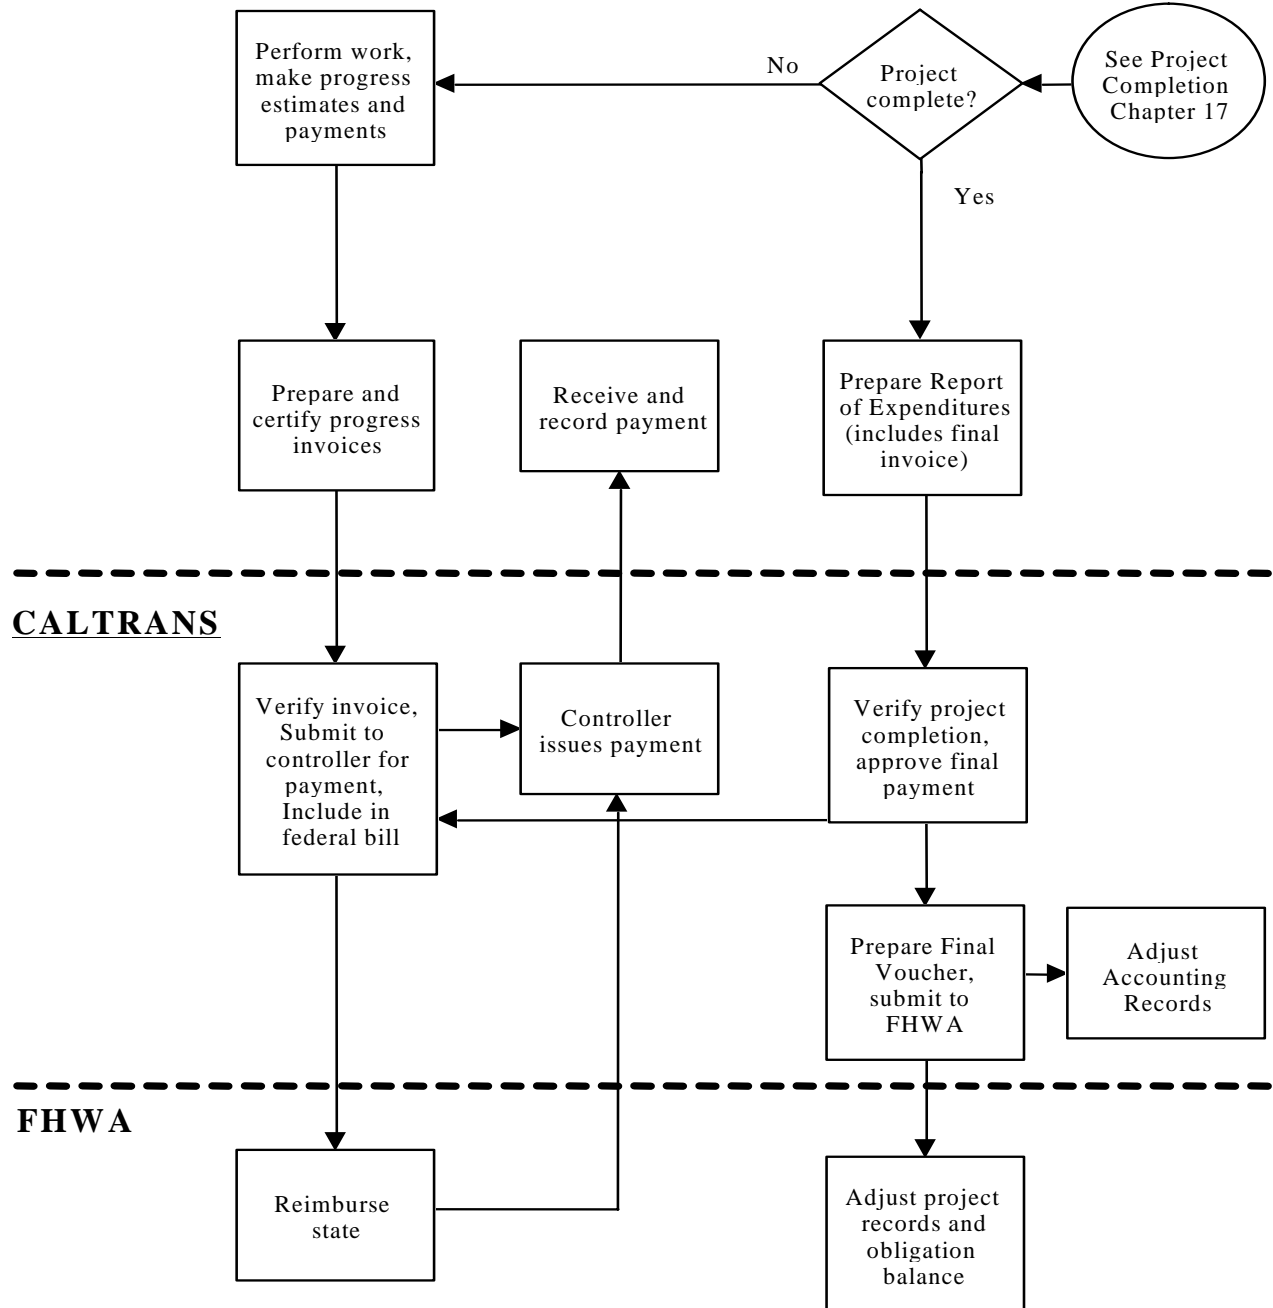 Perform work,
make progress
estimates and
payments
No
Project
complete?
See Project
Completion
Chapter 17
Yes
Prepare and
certify progress
invoices
Receive and
record payment
Prepare Report
of Expenditures
(includes final
invoice)
CALTRANS
Verify invoice,
Submit to
controller for
payment,
Include in
federal bill
Controller
issues payment
Verify project
completion,
approve final
payment
Prepare Final
Voucher,
submit to
FHWA
Adjust
Accounting
Records
FHWA
Reimburse
state
Adjust project
records and
obligation
balance